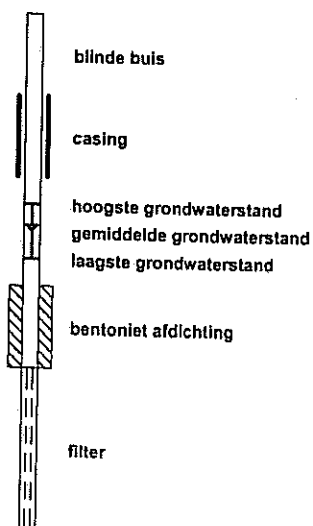 blinde buis
casing
hoogste grondwaterstand
gemiddelde grondwaterstand
laagste grondwaterstand
bentoniet afdichting
filter